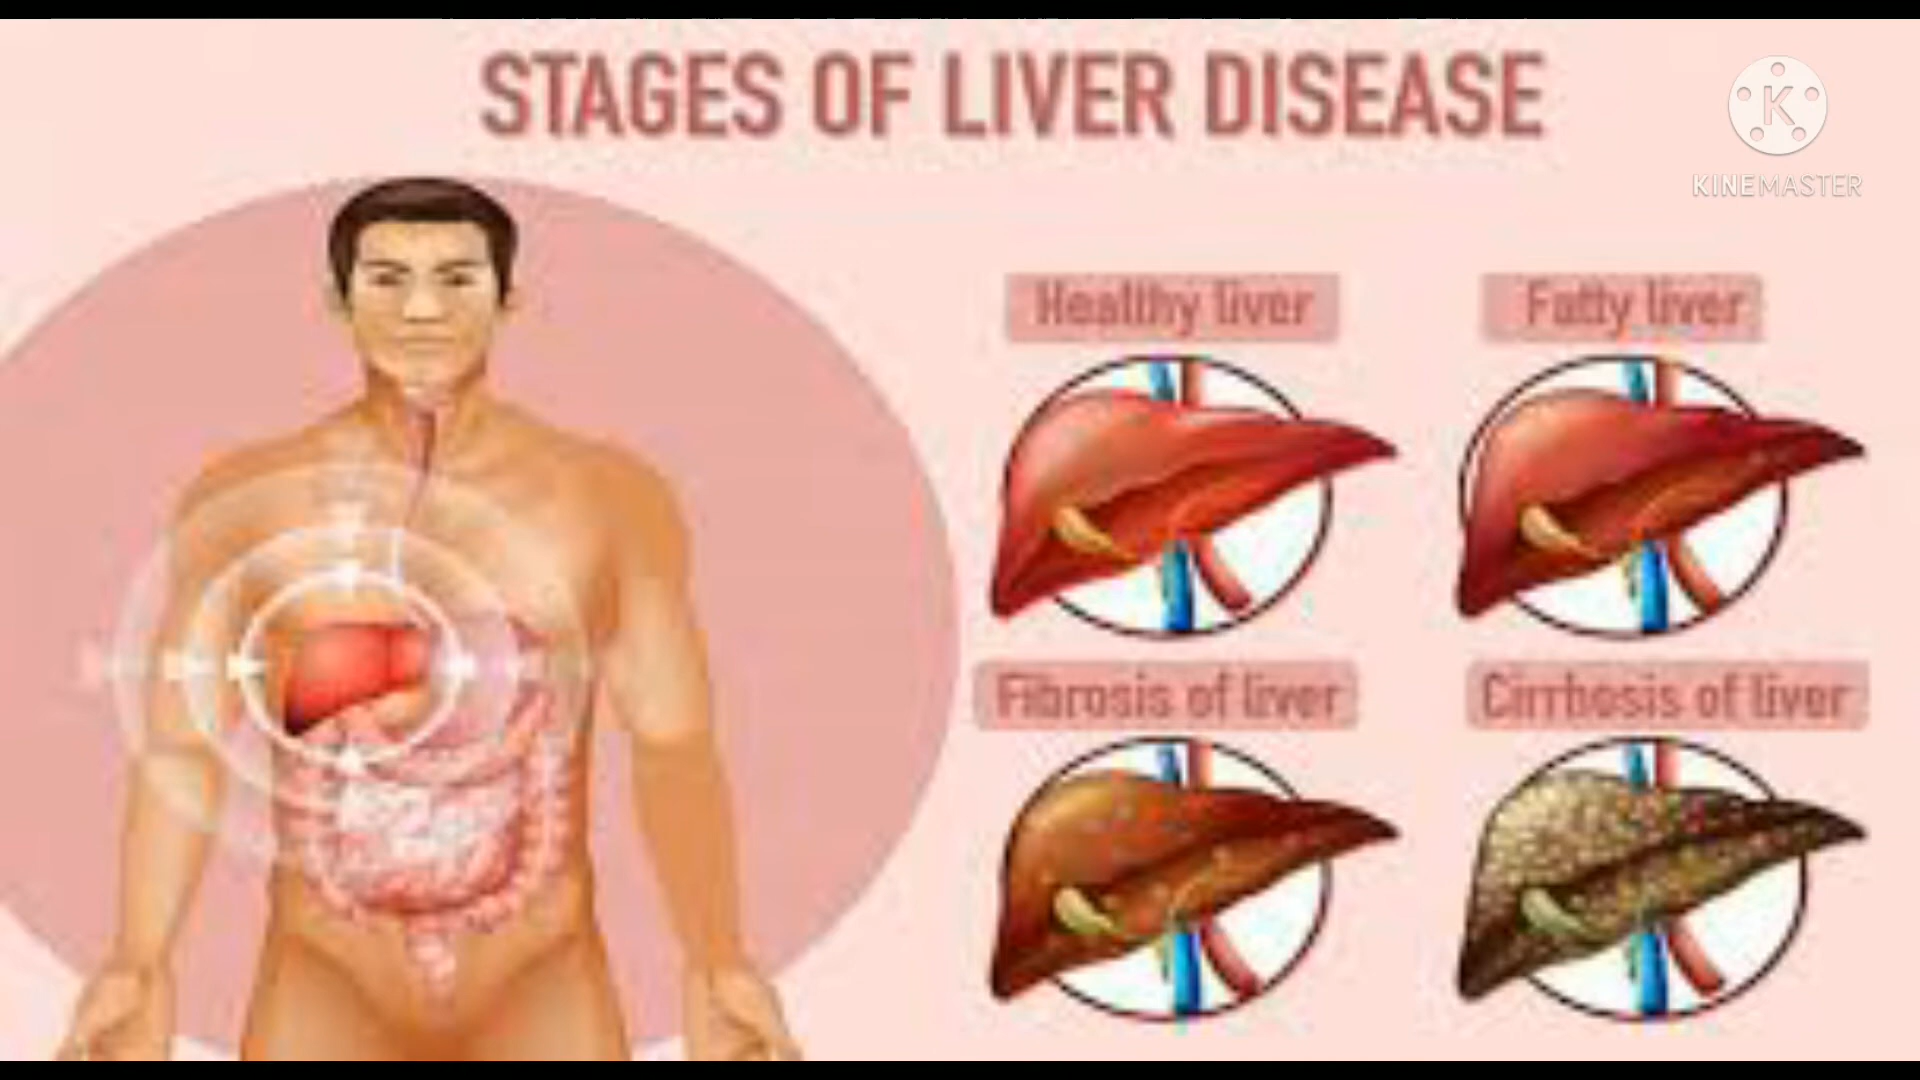 STAGES OF LIVER DISEASE
K
KINEMASTER
Healthy liver
Fatty liver
Fibrosis of liver
Cirrhosis of liver